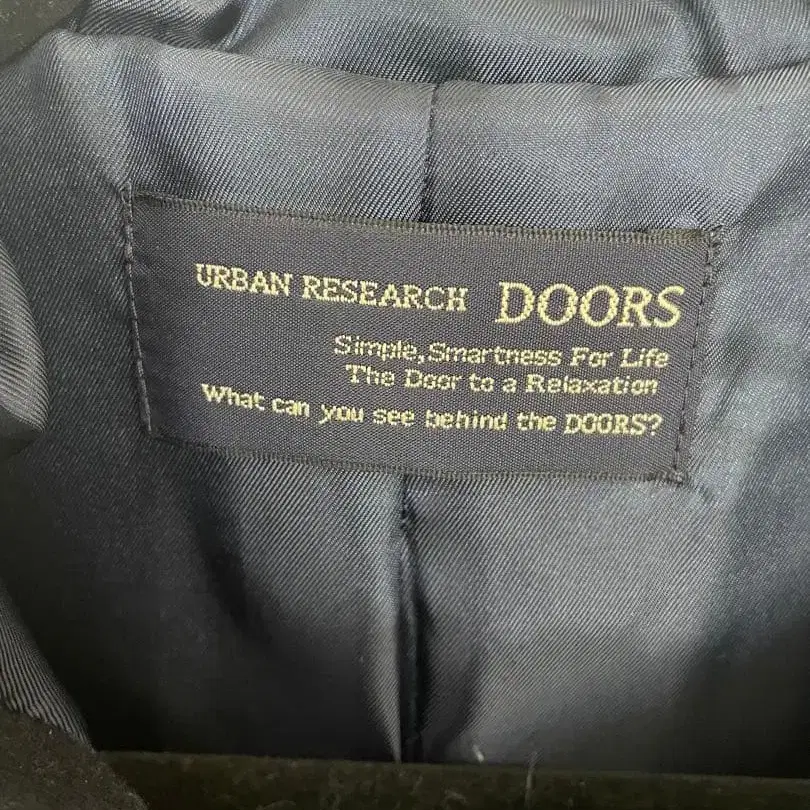 URBAN RESEARCH DOORS
Simple,Smartness For Life
The Door to a Relaxation
What can you see behind the DOORS?